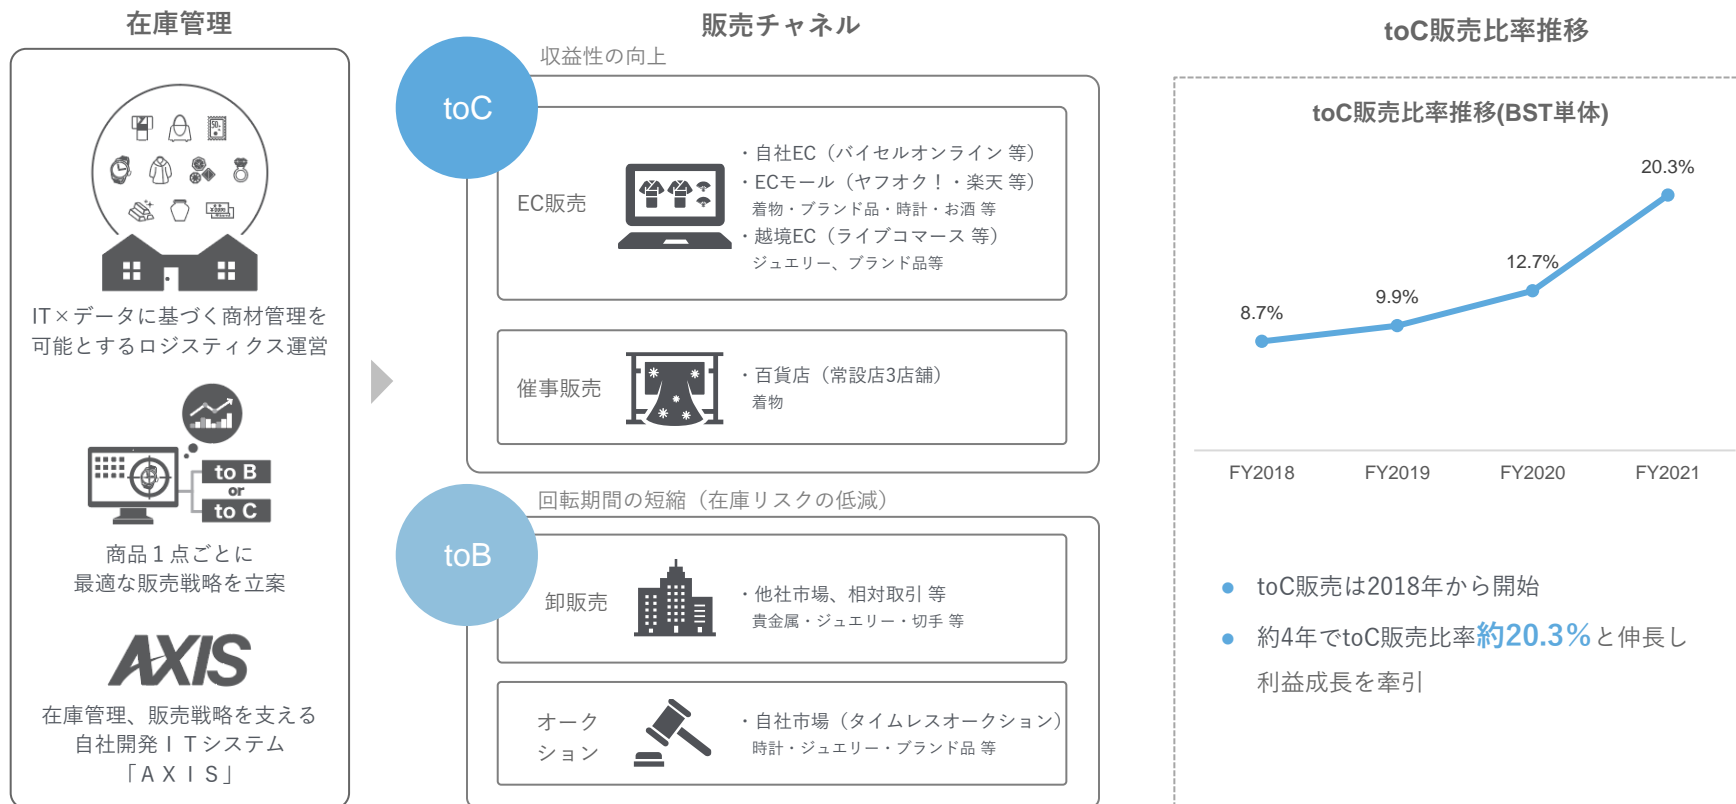 在庫管理
IT×データに基づく商材管理を
可能とするロジスティクス運営
to B
or
to C
商品１点ごとに
最適な販売戦略を立案
AXIS
在庫管理、販売戦略を支える
自社開発ＩＴシステム
「ＡＸＩＳ」
販売チャネル
toC
収益性の向上
EC販売
・自社EC（バイセルオンライン 等）
・ECモール（ヤフオク！・楽天 等）
着物・ブランド品・時計・お酒 等
・越境EC（ライブコマース 等）
ジュエリー、ブランド品等
催事販売
・百貨店（常設店3店舗）
着物
toB
回転期間の短縮（在庫リスクの低減）
卸販売
・他社市場、相対取引 等
貴金属・ジュエリー・切手 等
オーク
ション
・自社市場（タイムレスオークション）
時計・ジュエリー・ブランド品 等
toC販売比率推移
toC販売比率推移(BST単体)
8.7%
9.9%
12.7%
20.3%
FY2018
FY2019
FY2020
FY2021
● toC販売は2018年から開始
● 約4年でtoC販売比率約20.3%と伸長し
利益成長を牽引